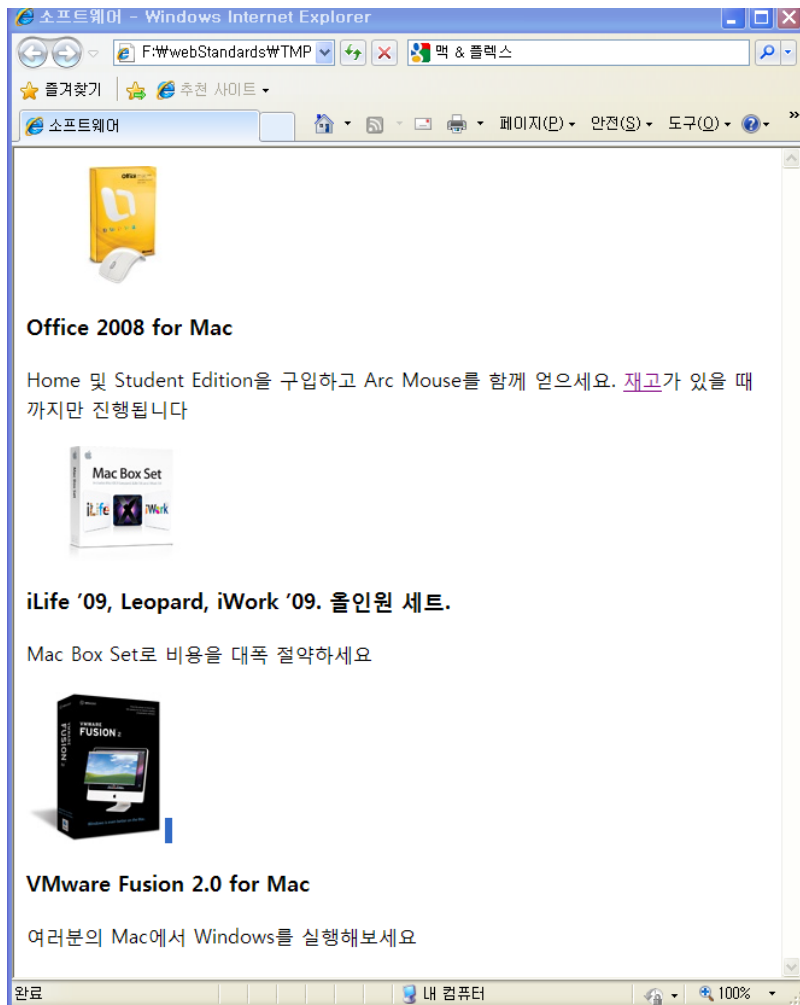 소프트웨어 - Windows Internet Explorer
F:₩webStandards₩TMP
맥 & 플렉스
즐겨찾기
추천 사이트
소프트웨어
페이지(P)
안전(S)
도구(O)
»
Office
Office 2008 for Mac
Home 및 Student Edition을 구입하고 Arc Mouse를 함께 얻으세요. 재고가 있을 때
까지만 진행됩니다
Mac Box Set
iLife
iWork
iLife ’09, Leopard, iWork ’09. 올인원 세트.
Mac Box Set로 비용을 대폭 절약하세요
VMWARE
FUSION 2
FUSION 2
VMware Fusion 2.0 for Mac
여러분의 Mac에서 Windows를 실행해보세요
완료
내 컴퓨터
100%